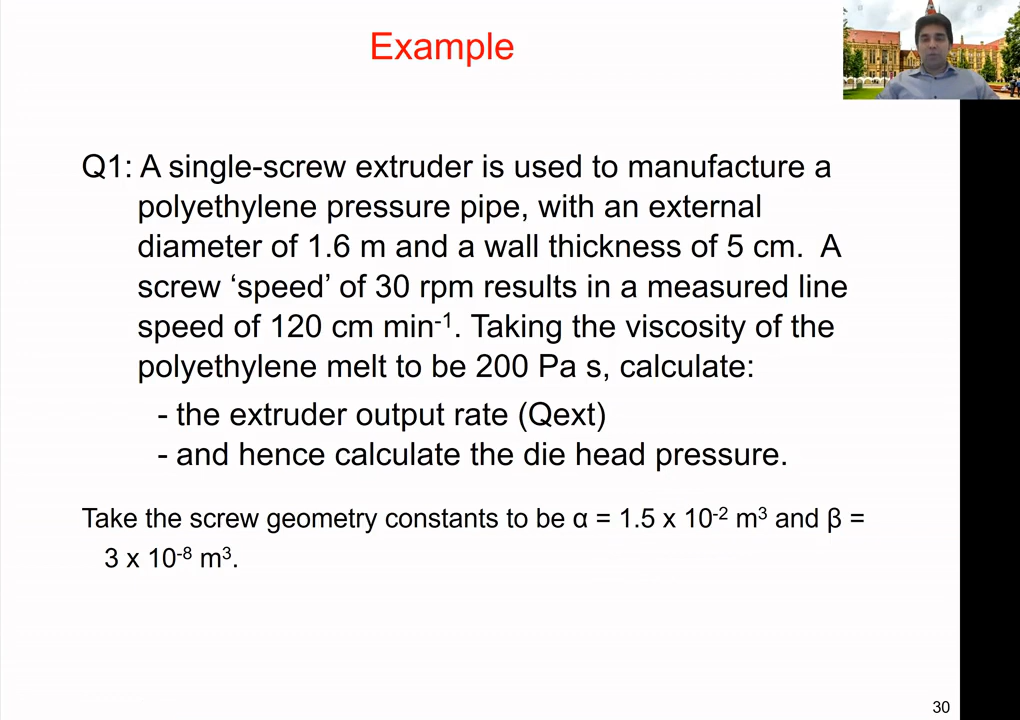 Example
Q1: A single-screw extruder is used to manufacture a
polyethylene pressure pipe, with an external
diameter of 1.6 m and a wall thickness of 5 cm.  A
screw ‘speed’ of 30 rpm results in a measured line
speed of 120 cm min⁻¹. Taking the viscosity of the
polyethylene melt to be 200 Pa s, calculate:
- the extruder output rate (Qext)
- and hence calculate the die head pressure.
Take the screw geometry constants to be α = 1.5 x 10⁻² m³ and β =
3 x 10⁻⁸ m³.
30